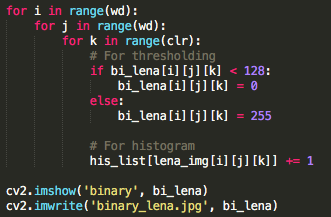 for i in range(wd):
    for j in range(wd):
        for k in range(clr):
            # For thresholding
            if bi_lena[i][j][k] < 128:
                bi_lena[i][j][k] = 0
            else:
                bi_lena[i][j][k] = 255

            # For histogram
            his_list[lena_img[i][j][k]] += 1

cv2.imshow('binary', bi_lena)
cv2.imwrite('binary_lena.jpg', bi_lena)